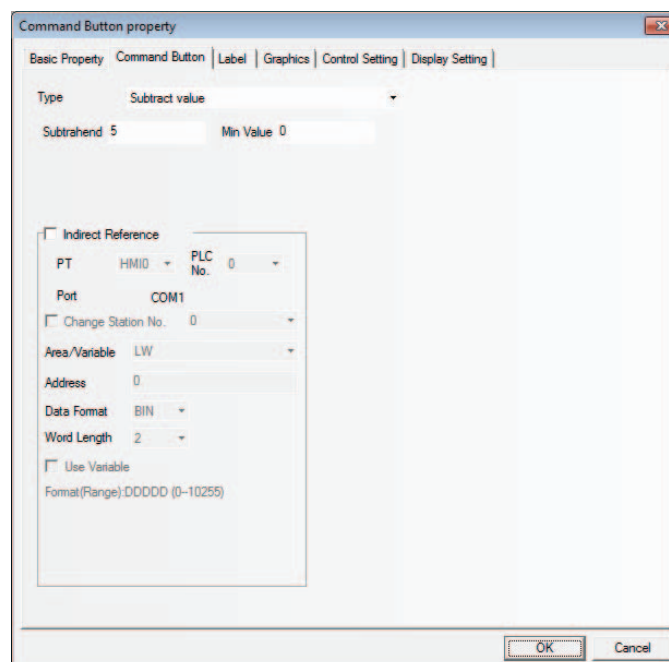 Command Button property
Basic Property Command Button Label Graphics Control Setting Display Setting
Type Subtract value
Subtrahend 5 Min Value 0
Indirect Reference
PT HMI0 PLC No. 0
Port COM1
Change Station No. 0
Area/Variable LW
Address 0
Data Format BIN
Word Length 2
Use Variable
Format(Range):DDDDD (0--10255)
OK Cancel